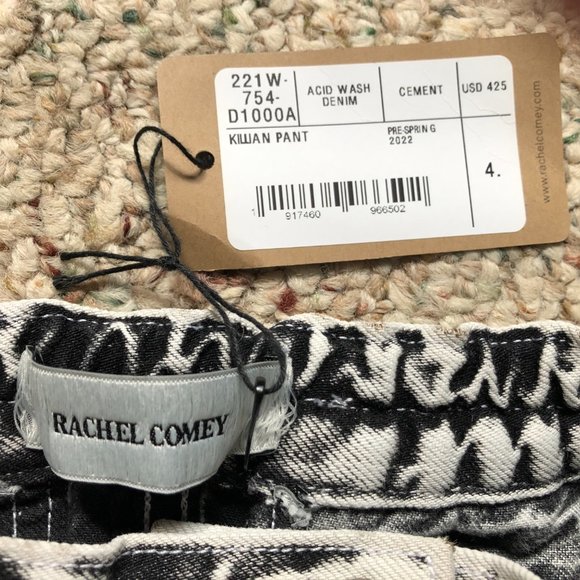 221W-
754-
D1000A
ACID WASH
DENIM
CEMENT
USD 425
KILLIAN PANT
PRE-SPRING
2022
4.
1
917460
966502
www.rachelcomey.com
RACHEL COMEY